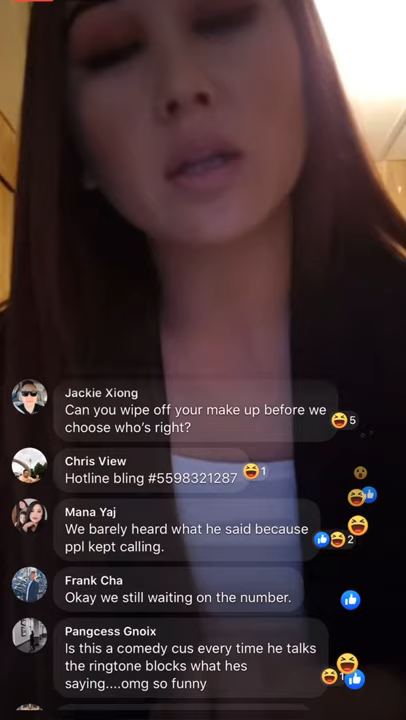 Jackie Xiong
Can you wipe off your make up before we
choose who's right?
5
Chris View
Hotline bling #5598321287
1
Mana Yaj
We barely heard what he said because
ppl kept calling.
2
Frank Cha
Okay we still waiting on the number.
Pangcess Gnoix
Is this a comedy cus every time he talks
the ringtone blocks what hes
saying....omg so funny